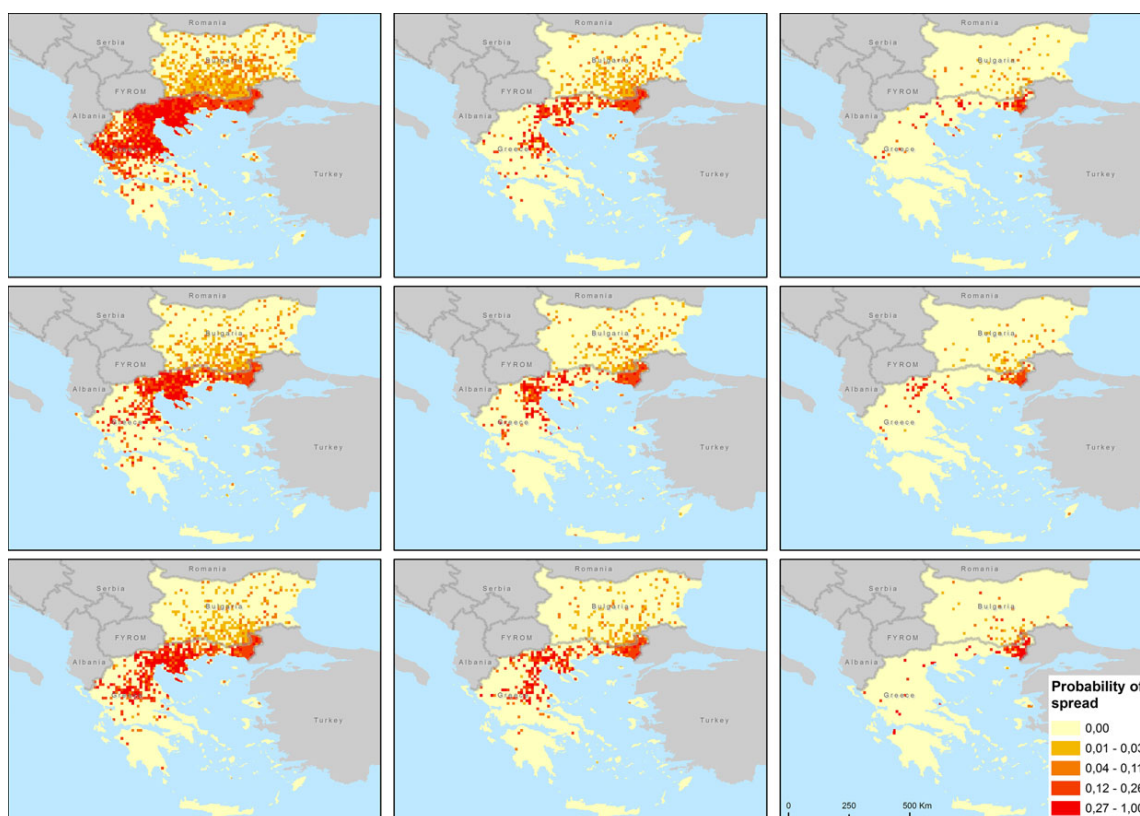 Romania
Serbia
Bulgaria
FYROM
Albania
Greece
Turkey
Romania
Serbia
Bulgaria
FYROM
Albania
Greece
Turkey
Romania
Serbia
Bulgaria
FYROM
Albania
Greece
Turkey
Romania
Serbia
Bulgaria
FYROM
Albania
Greece
Turkey
Romania
Serbia
Bulgaria
FYROM
Albania
Greece
Turkey
Romania
Serbia
Bulgaria
FYROM
Albania
Greece
Turkey
Romania
Serbia
Bulgaria
FYROM
Albania
Greece
Turkey
Romania
Serbia
Bulgaria
FYROM
Albania
Greece
Turkey
Romania
Serbia
Bulgaria
FYROM
Albania
Greece
Turkey
Probability of
spread
0,00
0,01 - 0,03
0,04 - 0,11
0,12 - 0,26
0,27 - 1,00
0 250 500 Km